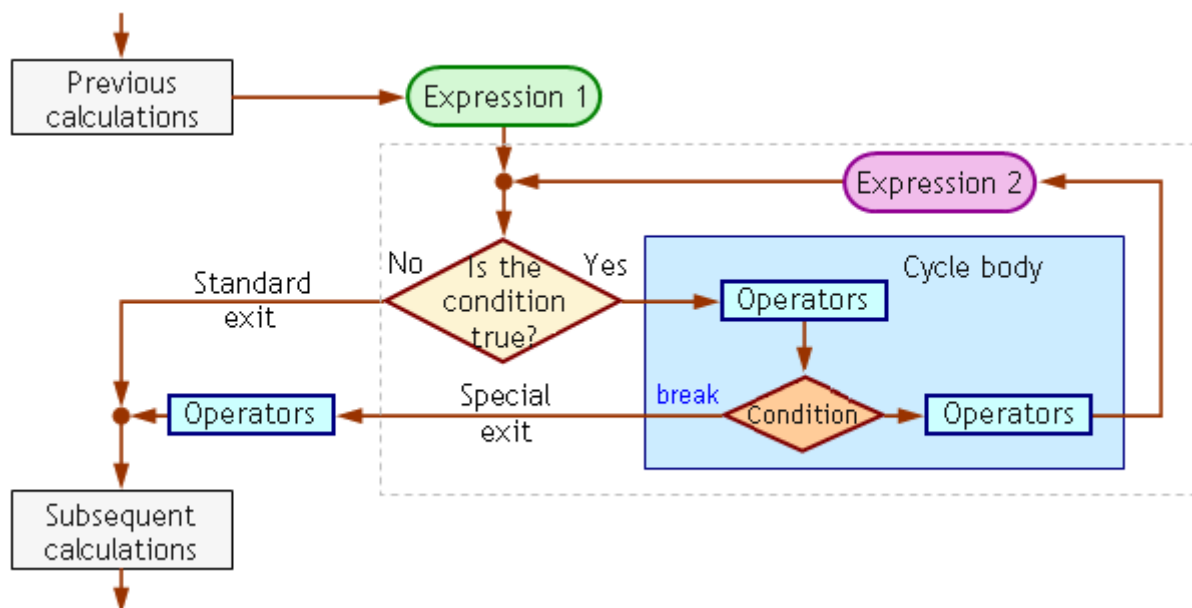 Previous
calculations
Expression 1
Expression 2
No
Is the
condition
true?
Yes
Cycle body
Operators
Standard
exit
Operators
Special
exit
break
Condition
Operators
Subsequent
calculations